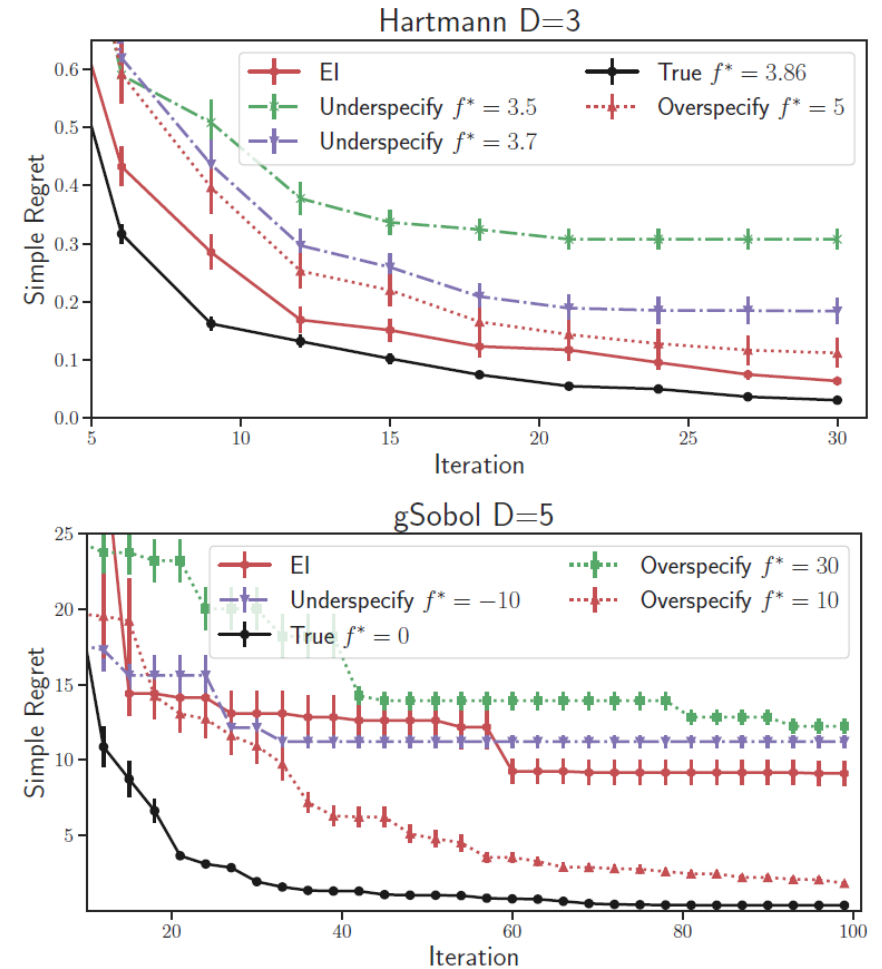 Hartmann D=3
Simple Regret
0.6
0.5
0.4
0.3
0.2
0.1
0.0
EI
Underspecify f* = 3.5
Underspecify f* = 3.7
True f* = 3.86
Overspecify f* = 5
5 10 15 20 25 30
Iteration
gSobol D=5
Simple Regret
25
20
15
10
5
EI
Underspecify f* = −10
True f* = 0
Overspecify f* = 30
Overspecify f* = 10
20 40 60 80 100
Iteration